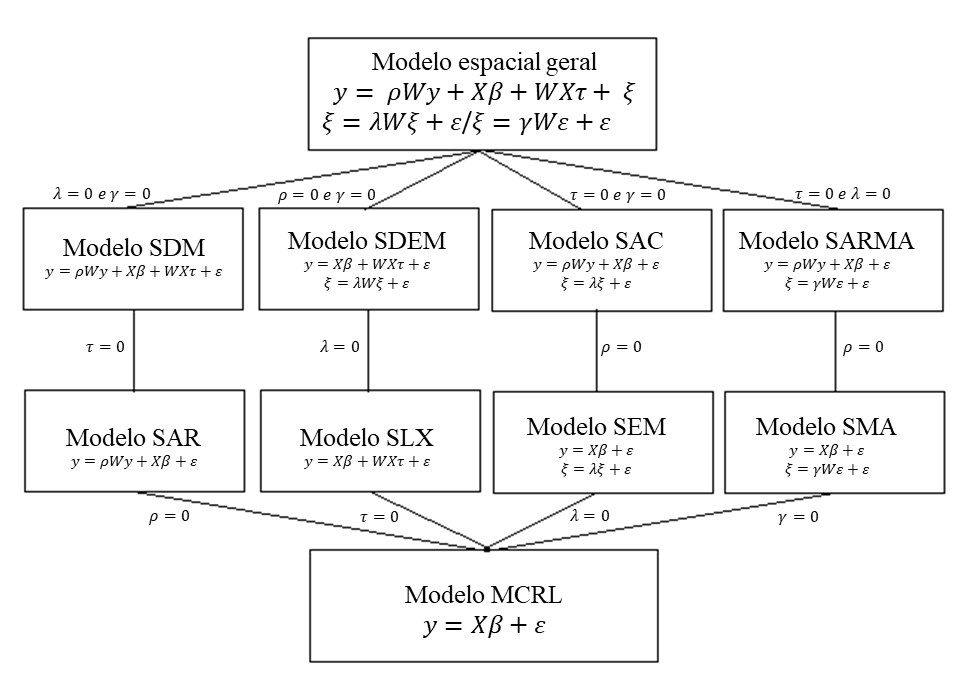 Modelo espacial geral
y = ρWy + Xβ + WXτ + ξ
ξ = λWξ + ε/ξ = γWε + ε
λ = 0 e γ = 0
ρ = 0 e γ = 0
τ = 0 e γ = 0
τ = 0 e λ = 0
Modelo SDM
y = ρWy + Xβ + WXτ + ε
Modelo SDEM
y = Xβ + WXτ + ε
ξ = λWξ + ε
Modelo SAC
y = ρWy + Xβ + ε
ξ = λξ + ε
Modelo SARMA
y = ρWy + Xβ + ε
ξ = γWε + ε
τ = 0
λ = 0
ρ = 0
ρ = 0
Modelo SAR
y = ρWy + Xβ + ε
Modelo SLX
y = Xβ + WXτ + ε
Modelo SEM
y = Xβ + ε
ξ = λξ + ε
Modelo SMA
y = Xβ + ε
ξ = γWε + ε
ρ = 0
τ = 0
λ = 0
γ = 0
Modelo MCRL
y = Xβ + ε